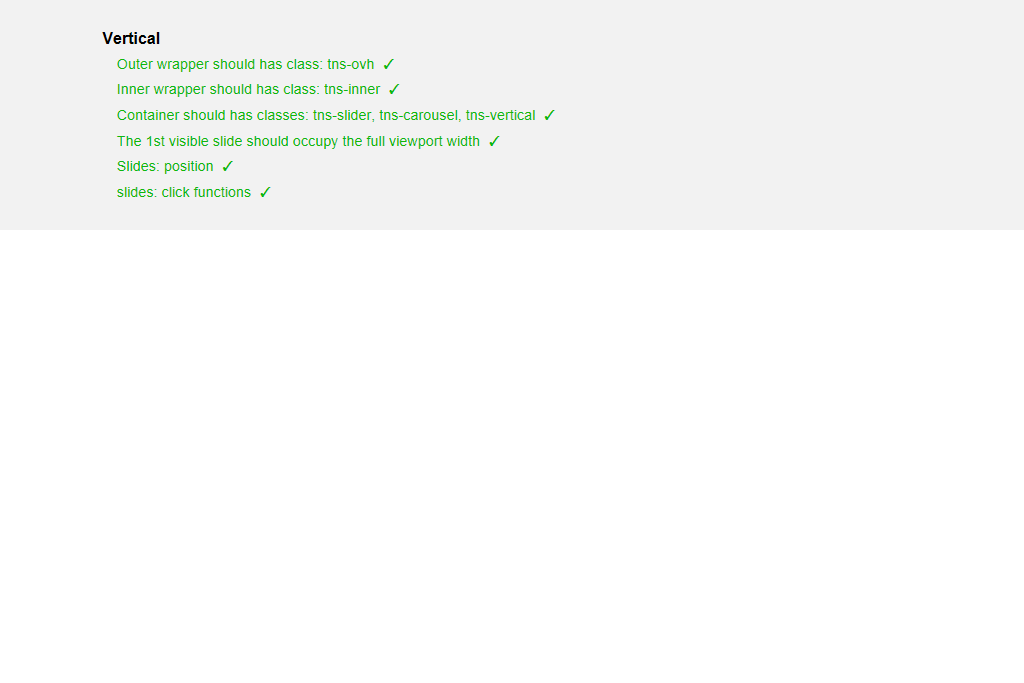 Vertical
Outer wrapper should has class: tns-ovh ✓
Inner wrapper should has class: tns-inner ✓
Container should has classes: tns-slider, tns-carousel, tns-vertical ✓
The 1st visible slide should occupy the full viewport width ✓
Slides: position ✓
slides: click functions ✓